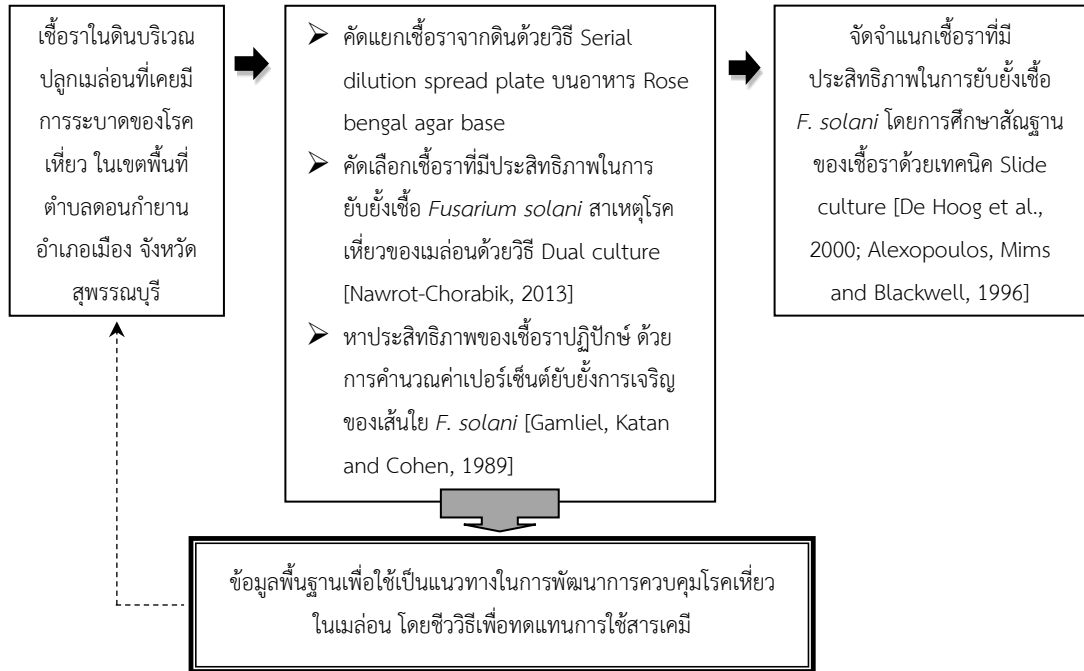 เชื้อราในดินบริเวณ
ปลูกเมล่อนที่เคยมี
การระบาดของโรค
เหี่ยว ในเขตพื้นที่
ตำบลดอนกำยาน
อำเภอเมือง จังหวัด
สุพรรณบุรี
➢ คัดแยกเชื้อราจากดินด้วยวิธี Serial
dilution spread plate บนอาหาร Rose
bengal agar base
➢ คัดเลือกเชื้อราที่มีประสิทธิภาพในการ
ยับยั้งเชื้อ Fusarium solani สาเหตุโรค
เหี่ยวของเมล่อนด้วยวิธี Dual culture
[Nawrot-Chorabik, 2013]
➢ หาประสิทธิภาพของเชื้อราปฏิปักษ์ ด้วย
การคำนวณค่าเปอร์เซ็นต์ยับยั้งการเจริญ
ของเส้นใย F. solani [Gamliel, Katan
and Cohen, 1989]
จัดจำแนกเชื้อราที่มี
ประสิทธิภาพในการยับยั้งเชื้อ
F. solani โดยการศึกษาสัณฐาน
ของเชื้อราด้วยเทคนิค Slide
culture [De Hoog et al.,
2000; Alexopoulos, Mims
and Blackwell, 1996]
ข้อมูลพื้นฐานเพื่อใช้เป็นแนวทางในการพัฒนาการควบคุมโรคเหี่ยว
ในเมล่อน โดยชีววิธีเพื่อทดแทนการใช้สารเคมี